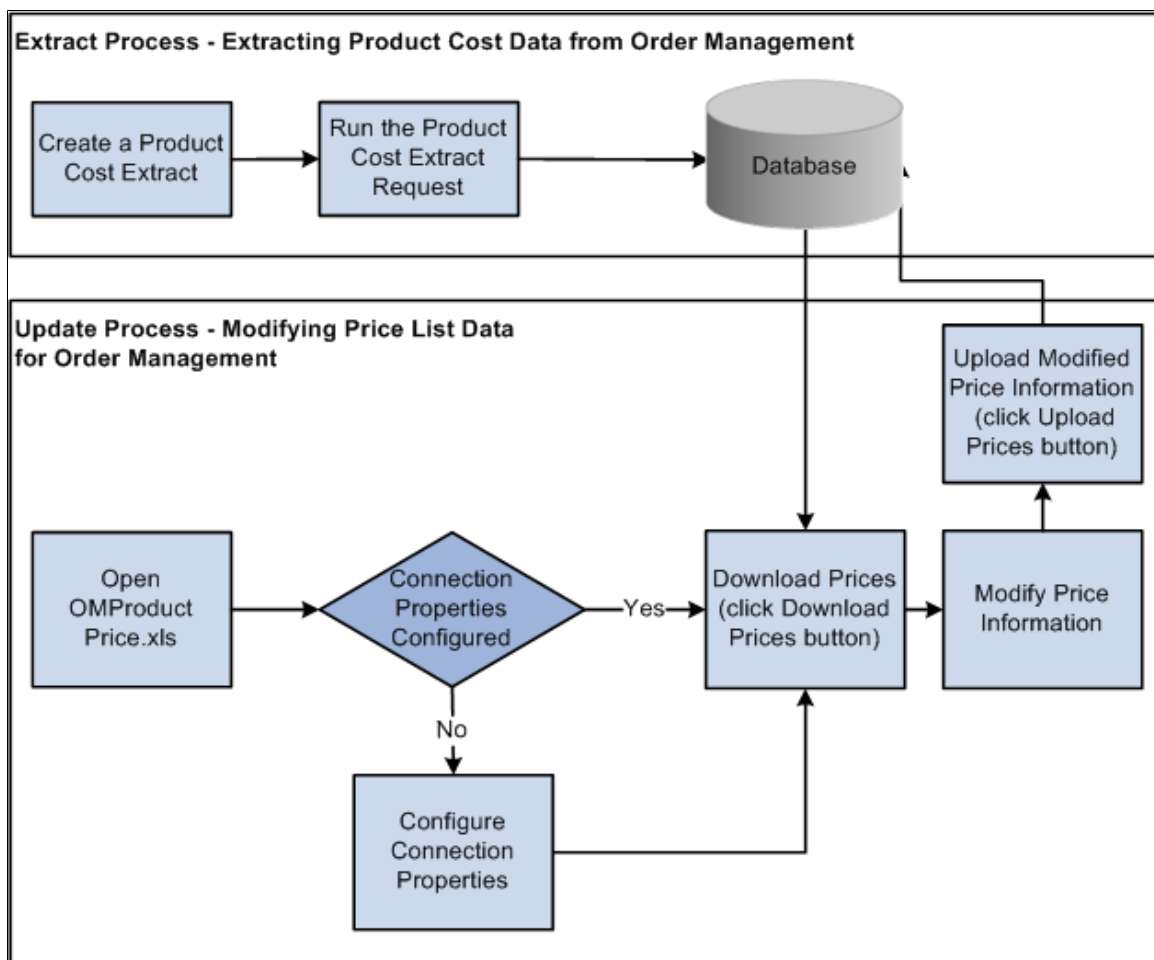 Extract Process - Extracting Product Cost Data from Order Management
Create a Product
Cost Extract
Run the Product
Cost Extract
Request
Database
Update Process - Modifying Price List Data
for Order Management
Upload Modified
Price Information
(click Upload
Prices button)
Open
OMProduct
Price.xls
Connection
Properties
Configured
Yes
Download Prices
(click Download
Prices button)
Modify Price
Information
No
Configure
Connection
Properties